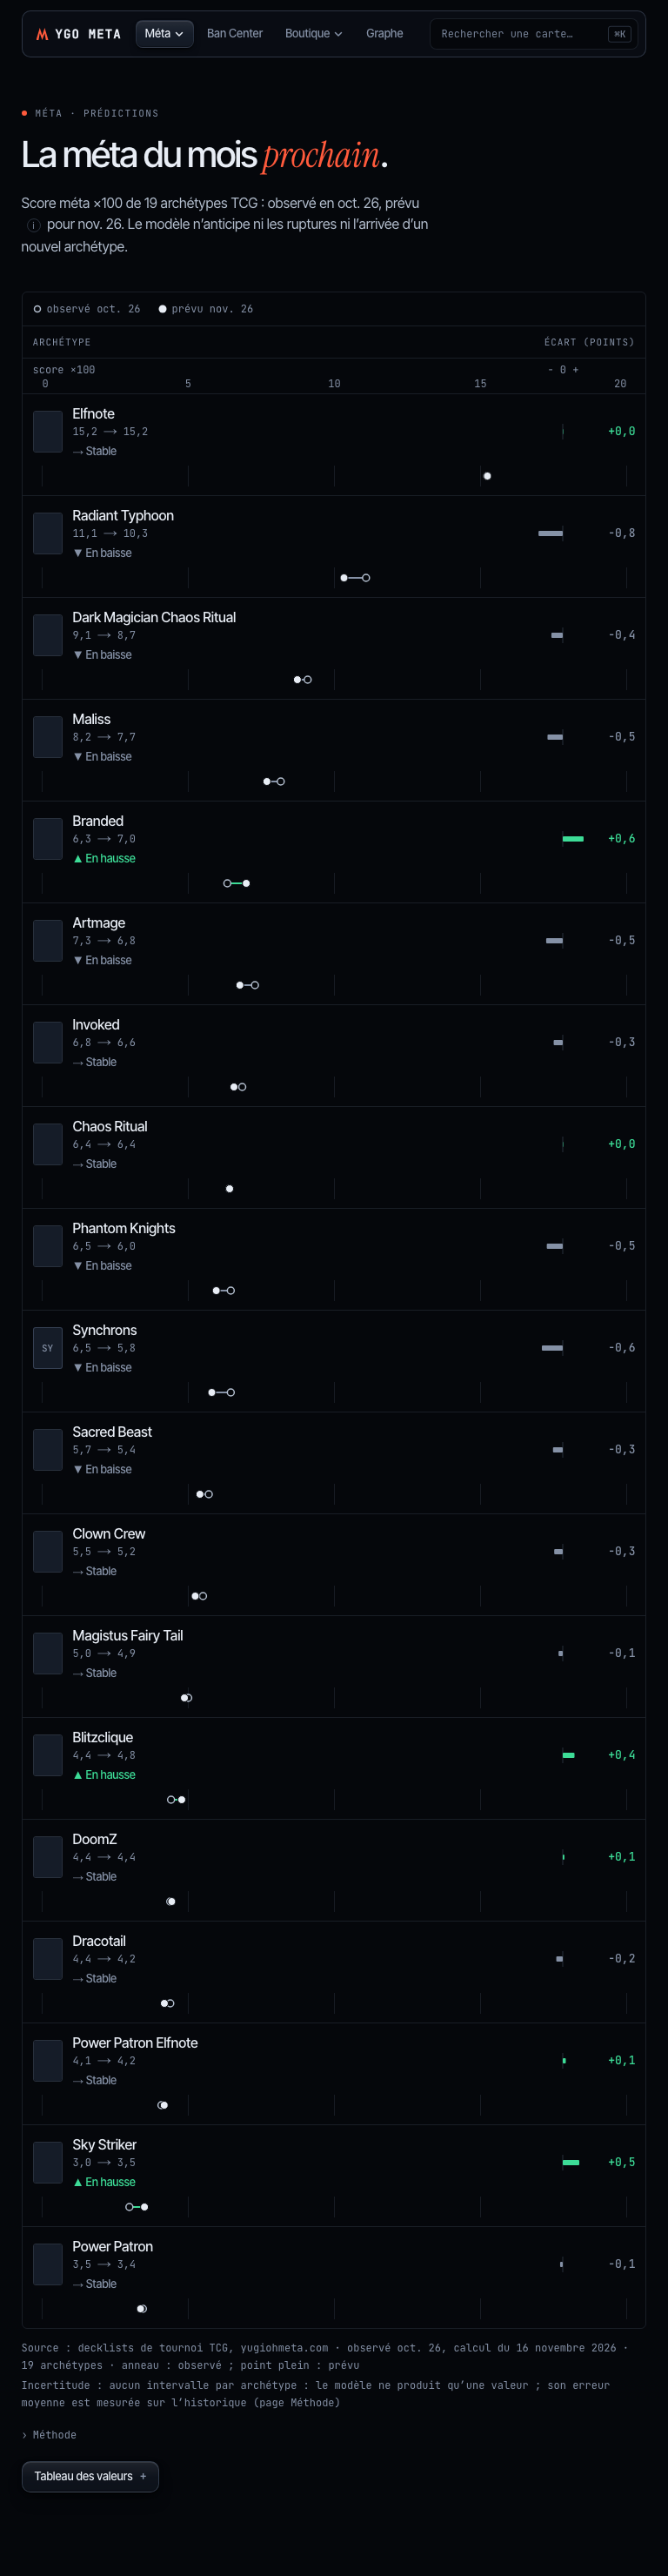 YGO META Méta Ban Center Boutique Graphe Rechercher une carte… ⌘K
MÉTA · PRÉDICTIONS
La méta du mois prochain.
Score méta ×100 de 19 archétypes TCG : observé en oct. 26, prévu
i pour nov. 26. Le modèle n’anticipe ni les ruptures ni l’arrivée d’un
nouvel archétype.
observé oct. 26 prévu nov. 26
ARCHÉTYPE ÉCART (POINTS)
score ×100 - 0 +
0 5 10 15 20
Elfnote
15,2 → 15,2 +0,0
→ Stable
Radiant Typhoon
11,1 → 10,3 -0,8
▼ En baisse
Dark Magician Chaos Ritual
9,1 → 8,7 -0,4
▼ En baisse
Maliss
8,2 → 7,7 -0,5
▼ En baisse
Branded
6,3 → 7,0 +0,6
▲ En hausse
Artmage
7,3 → 6,8 -0,5
▼ En baisse
Invoked
6,8 → 6,6 -0,3
→ Stable
Chaos Ritual
6,4 → 6,4 +0,0
→ Stable
Phantom Knights
6,5 → 6,0 -0,5
▼ En baisse
Synchrons
SY 6,5 → 5,8 -0,6
▼ En baisse
Sacred Beast
5,7 → 5,4 -0,3
▼ En baisse
Clown Crew
5,5 → 5,2 -0,3
→ Stable
Magistus Fairy Tail
5,0 → 4,9 -0,1
→ Stable
Blitzclique
4,4 → 4,8 +0,4
▲ En hausse
DoomZ
4,4 → 4,4 +0,1
→ Stable
Dracotail
4,4 → 4,2 -0,2
→ Stable
Power Patron Elfnote
4,1 → 4,2 +0,1
→ Stable
Sky Striker
3,0 → 3,5 +0,5
▲ En hausse
Power Patron
3,5 → 3,4 -0,1
→ Stable
Source : decklists de tournoi TCG, yugiohmeta.com · observé oct. 26, calcul du 16 novembre 2026 ·
19 archétypes · anneau : observé ; point plein : prévu
Incertitude : aucun intervalle par archétype : le modèle ne produit qu’une valeur ; son erreur
moyenne est mesurée sur l’historique (page Méthode)
› Méthode
Tableau des valeurs +